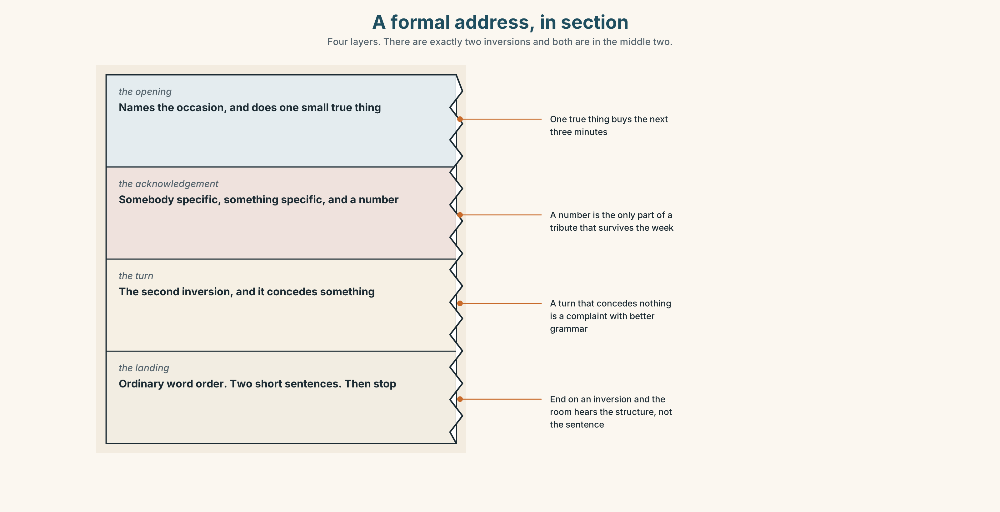 A formal address, in section
Four layers. There are exactly two inversions and both are in the middle two.
the opening
Names the occasion, and does one small true thing
One true thing buys the next
three minutes
the acknowledgement
Somebody specific, something specific, and a number
A number is the only part of a
tribute that survives the week
the turn
The second inversion, and it concedes something
A turn that concedes nothing
is a complaint with better
grammar
the landing
Ordinary word order. Two short sentences. Then stop
End on an inversion and the
room hears the structure, not
the sentence